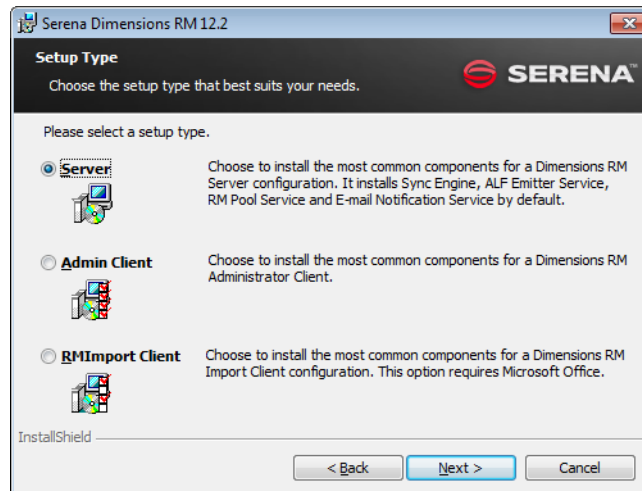 Serena Dimensions RM 12.2
Setup Type
Choose the setup type that best suits your needs.
SERENA™
Please select a setup type.
Server
Choose to install the most common components for a Dimensions RM
Server configuration. It installs Sync Engine, ALF Emitter Service,
RM Pool Service and E-mail Notification Service by default.
Admin Client
Choose to install the most common components for a Dimensions RM
Administrator Client.
RMImport Client
Choose to install the most common components for a Dimensions RM
Import Client configuration. This option requires Microsoft Office.
InstallShield
< Back
Next >
Cancel